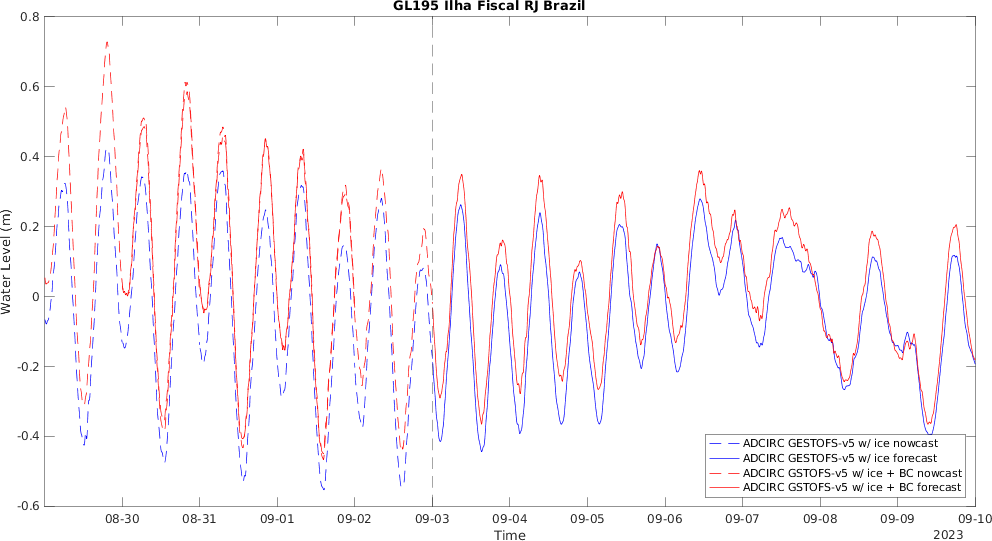 GL195 Ilha Fiscal RJ Brazil
0.8
0.6
0.4
0.2
0
-0.2
-0.4
-0.6
Water Level (m)
08-30 08-31 09-01 09-02 09-03 09-04 09-05 09-06 09-07 09-08 09-09 09-10
Time
2023
ADCIRC GESTOFS-v5 w/ ice nowcast
ADCIRC GESTOFS-v5 w/ ice forecast
ADCIRC GSTOFS-v5 w/ ice + BC nowcast
ADCIRC GSTOFS-v5 w/ ice + BC forecast